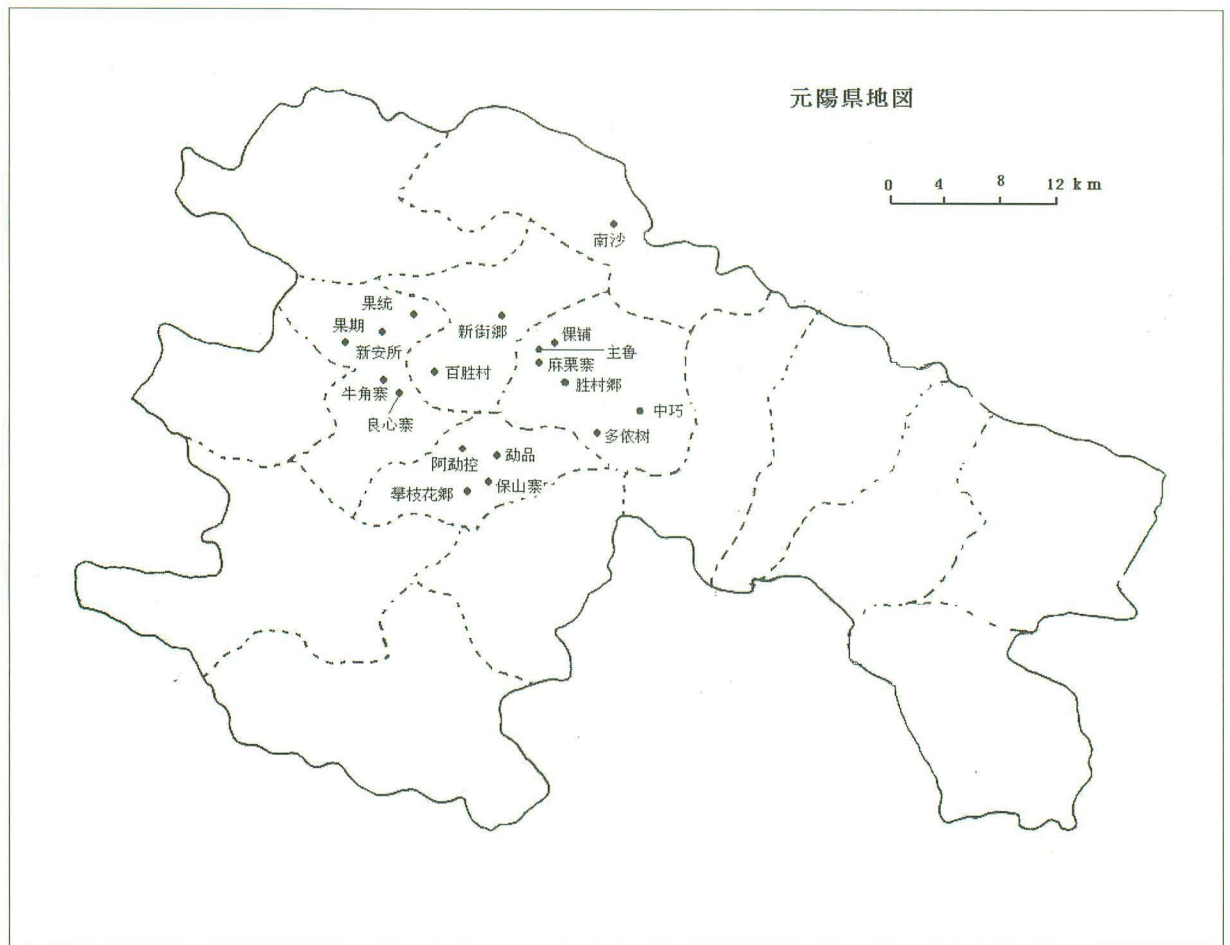 元陽県地図
0 4 8 12 km
南沙
果统
新街郷
果期
倮铺
新安所
主鲁
麻栗寨
百胜村
胜村郷
牛角寨
中巧
良心寨
多依树
勐品
阿勐控
保山寨
攀枝花郷